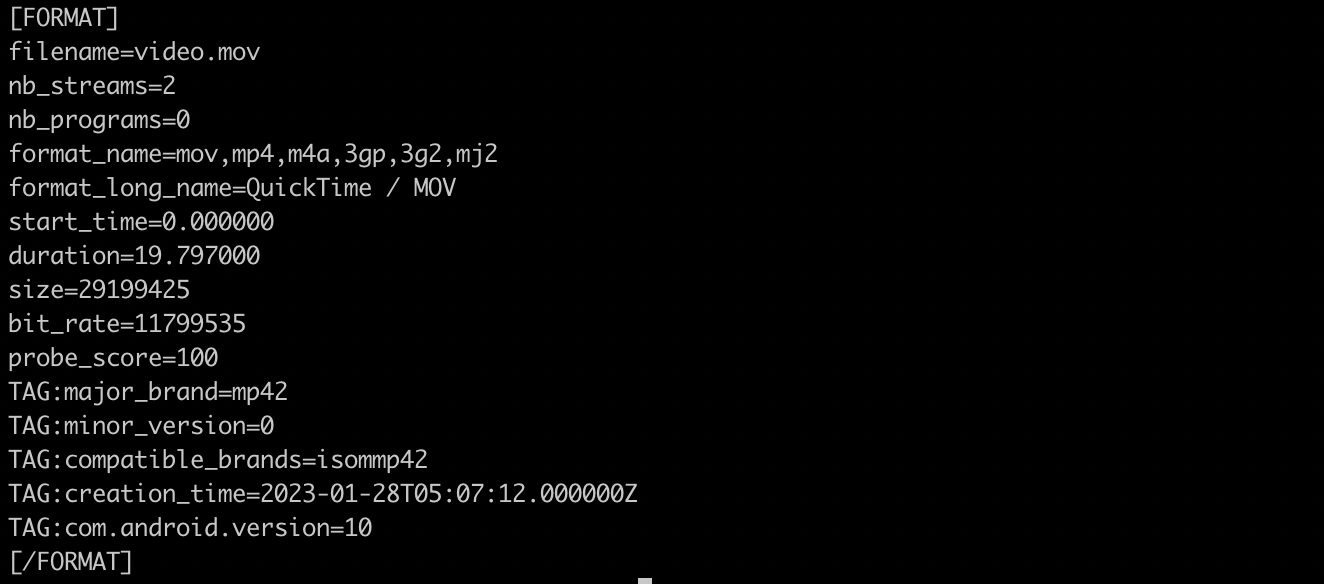 [FORMAT]
filename=video.mov
nb_streams=2
nb_programs=0
format_name=mov,mp4,m4a,3gp,3g2,mj2
format_long_name=QuickTime / MOV
start_time=0.000000
duration=19.797000
size=29199425
bit_rate=11799535
probe_score=100
TAG:major_brand=mp42
TAG:minor_version=0
TAG:compatible_brands=isommp42
TAG:creation_time=2023-01-28T05:07:12.000000Z
TAG:com.android.version=10
[/FORMAT]